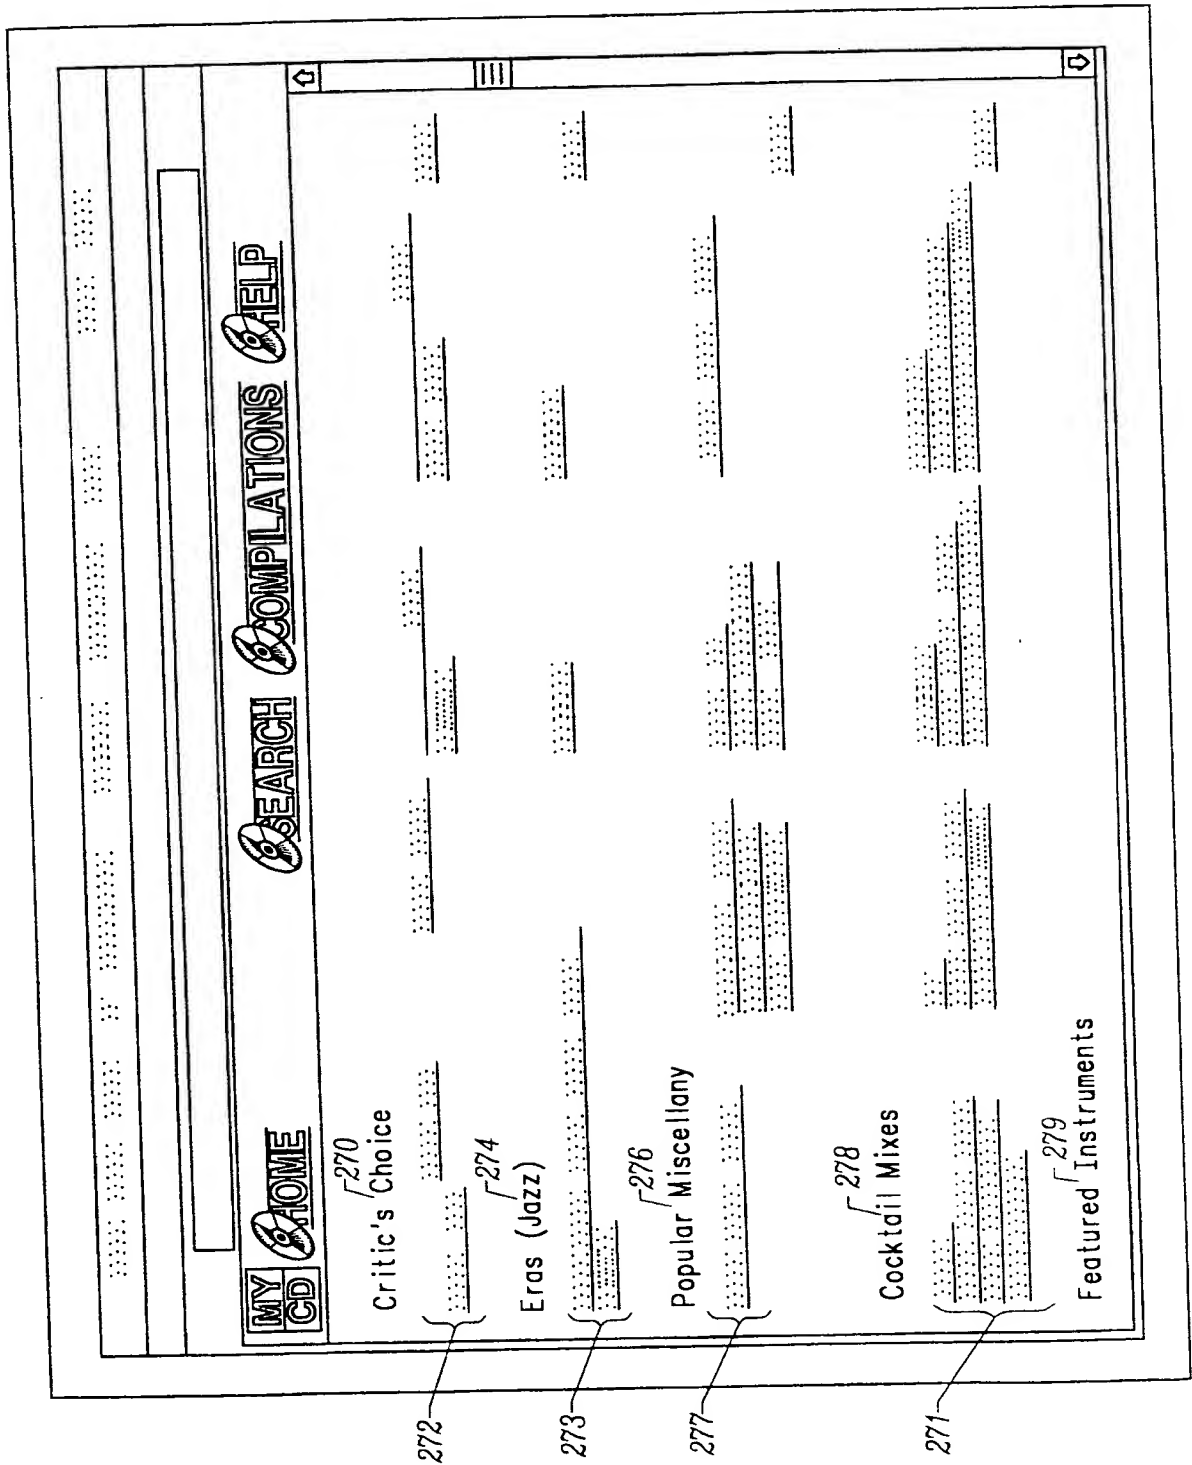 MY CD HOME SEARCH COMPILATIONS HELP
270
Critic's Choice
272
274
Eras (Jazz)
273
276
Popular Miscellany
277
278
Cocktail Mixes
271
279
Featured Instruments